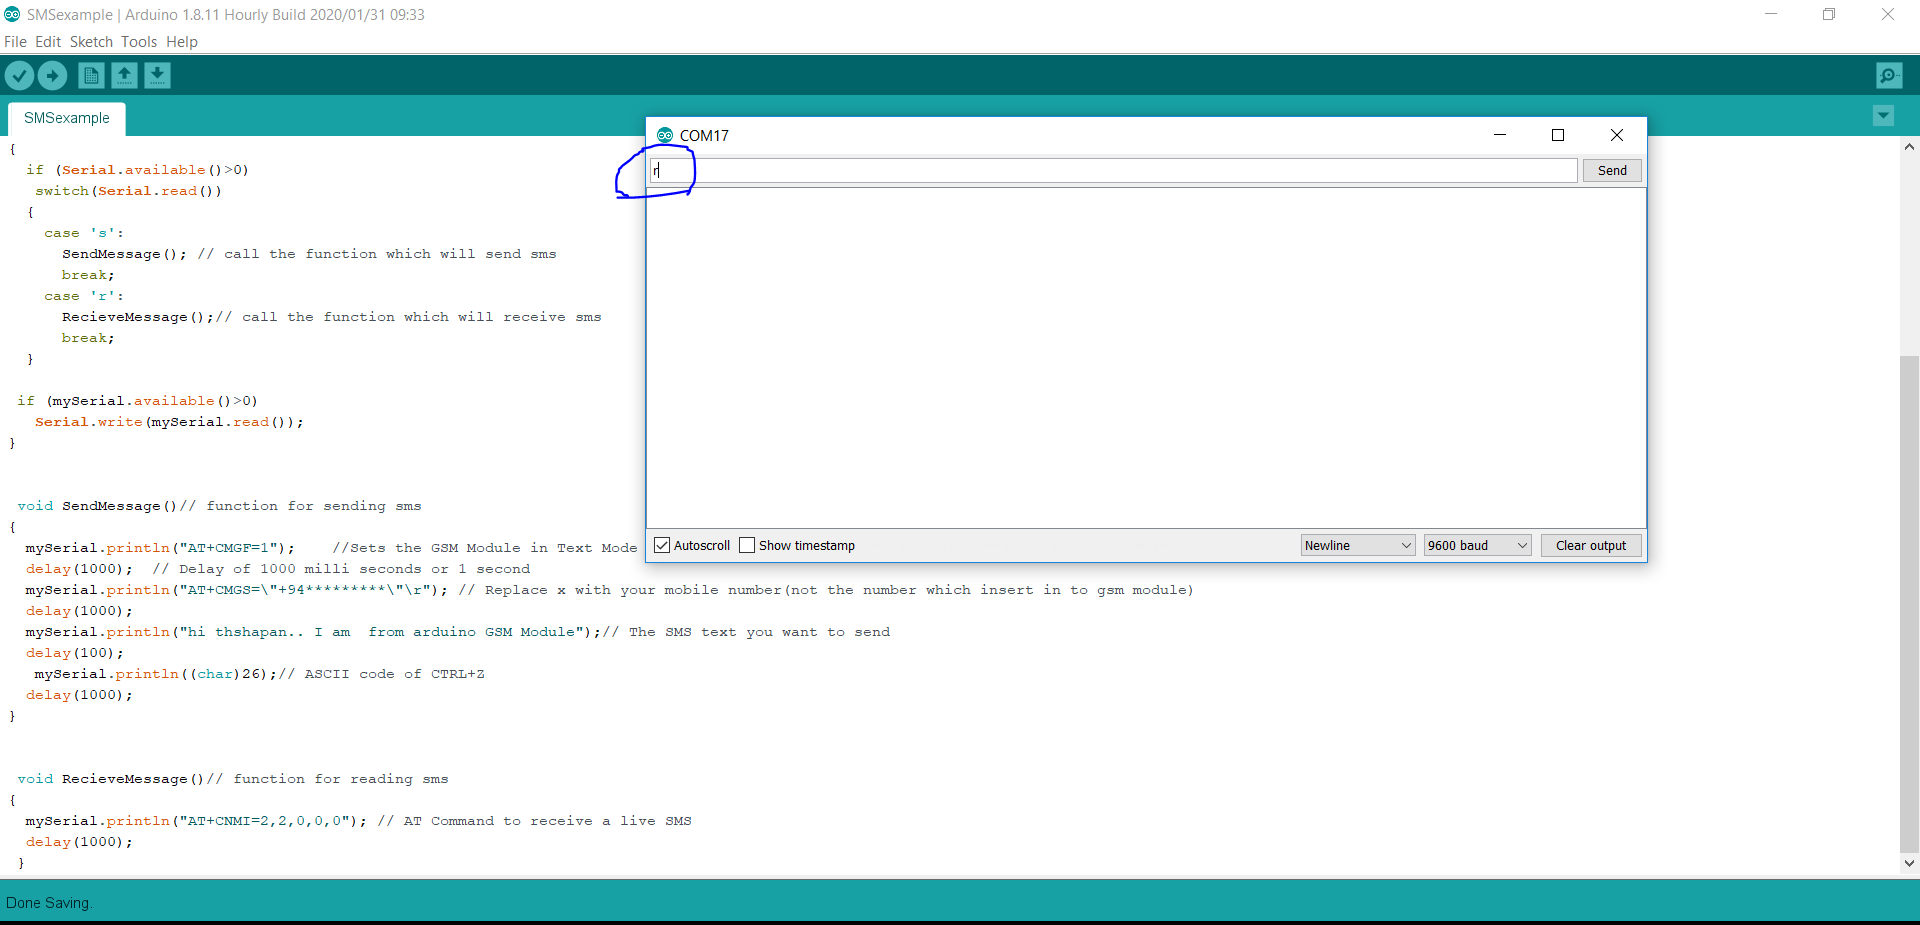 SMSexample | Arduino 1.8.11 Hourly Build 2020/01/31 09:33
File Edit Sketch Tools Help
SMSexample
{
if (Serial.available()>0)
switch(Serial.read())
{
case 's':
SendMessage(); // call the function which will send sms
break;
case 'r':
RecieveMessage();// call the function which will receive sms
break;
}
if (mySerial.available()>0)
Serial.write(mySerial.read());
}
void SendMessage()// function for sending sms
{
mySerial.println("AT+CMGF=1"); //Sets the GSM Module in Text Mode
delay(1000); // Delay of 1000 milli seconds or 1 second
mySerial.println("AT+CMGS=\"+94*********\"\r"); // Replace x with your mobile number(not the number which insert in to gsm module)
delay(1000);
mySerial.println("hi thshapan.. I am  from arduino GSM Module");// The SMS text you want to send
delay(100);
mySerial.println((char)26);// ASCII code of CTRL+Z
delay(1000);
}
void RecieveMessage()// function for reading sms
{
mySerial.println("AT+CNMI=2,2,0,0,0"); // AT Command to receive a live SMS
delay(1000);
}
Done Saving.
COM17
r
Send
Autoscroll Show timestamp Newline 9600 baud Clear output